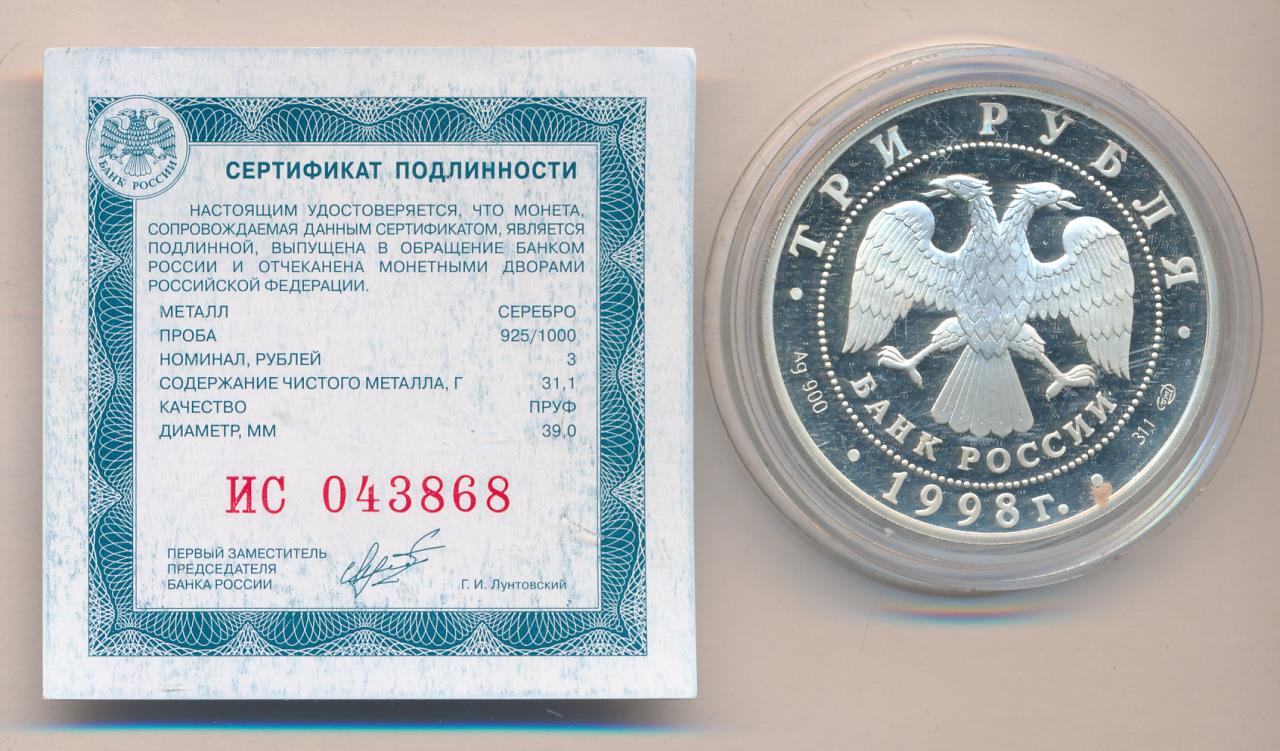 БАНК РОССИИ
СЕРТИФИКАТ ПОДЛИННОСТИ
НАСТОЯЩИМ УДОСТОВЕРЯЕТСЯ, ЧТО МОНЕТА,
СОПРОВОЖДАЕМАЯ ДАННЫМ СЕРТИФИКАТОМ, ЯВЛЯЕТСЯ
ПОДЛИННОЙ, ВЫПУЩЕНА В ОБРАЩЕНИЕ БАНКОМ
РОССИИ И ОТЧЕКАНЕНА МОНЕТНЫМИ ДВОРАМИ
РОССИЙСКОЙ ФЕДЕРАЦИИ.
МЕТАЛЛ СЕРЕБРО
ПРОБА 925/1000
НОМИНАЛ, РУБЛЕЙ 3
СОДЕРЖАНИЕ ЧИСТОГО МЕТАЛЛА, Г 31,1
КАЧЕСТВО ПРУФ
ДИАМЕТР, ММ 39,0
ИС 043868
ПЕРВЫЙ ЗАМЕСТИТЕЛЬ
ПРЕДСЕДАТЕЛЯ
БАНКА РОССИИ
Г. И. Лунтовский
ТРИ РУБЛЯ
Ag 900
БАНК РОССИИ
31,1
1998 г.